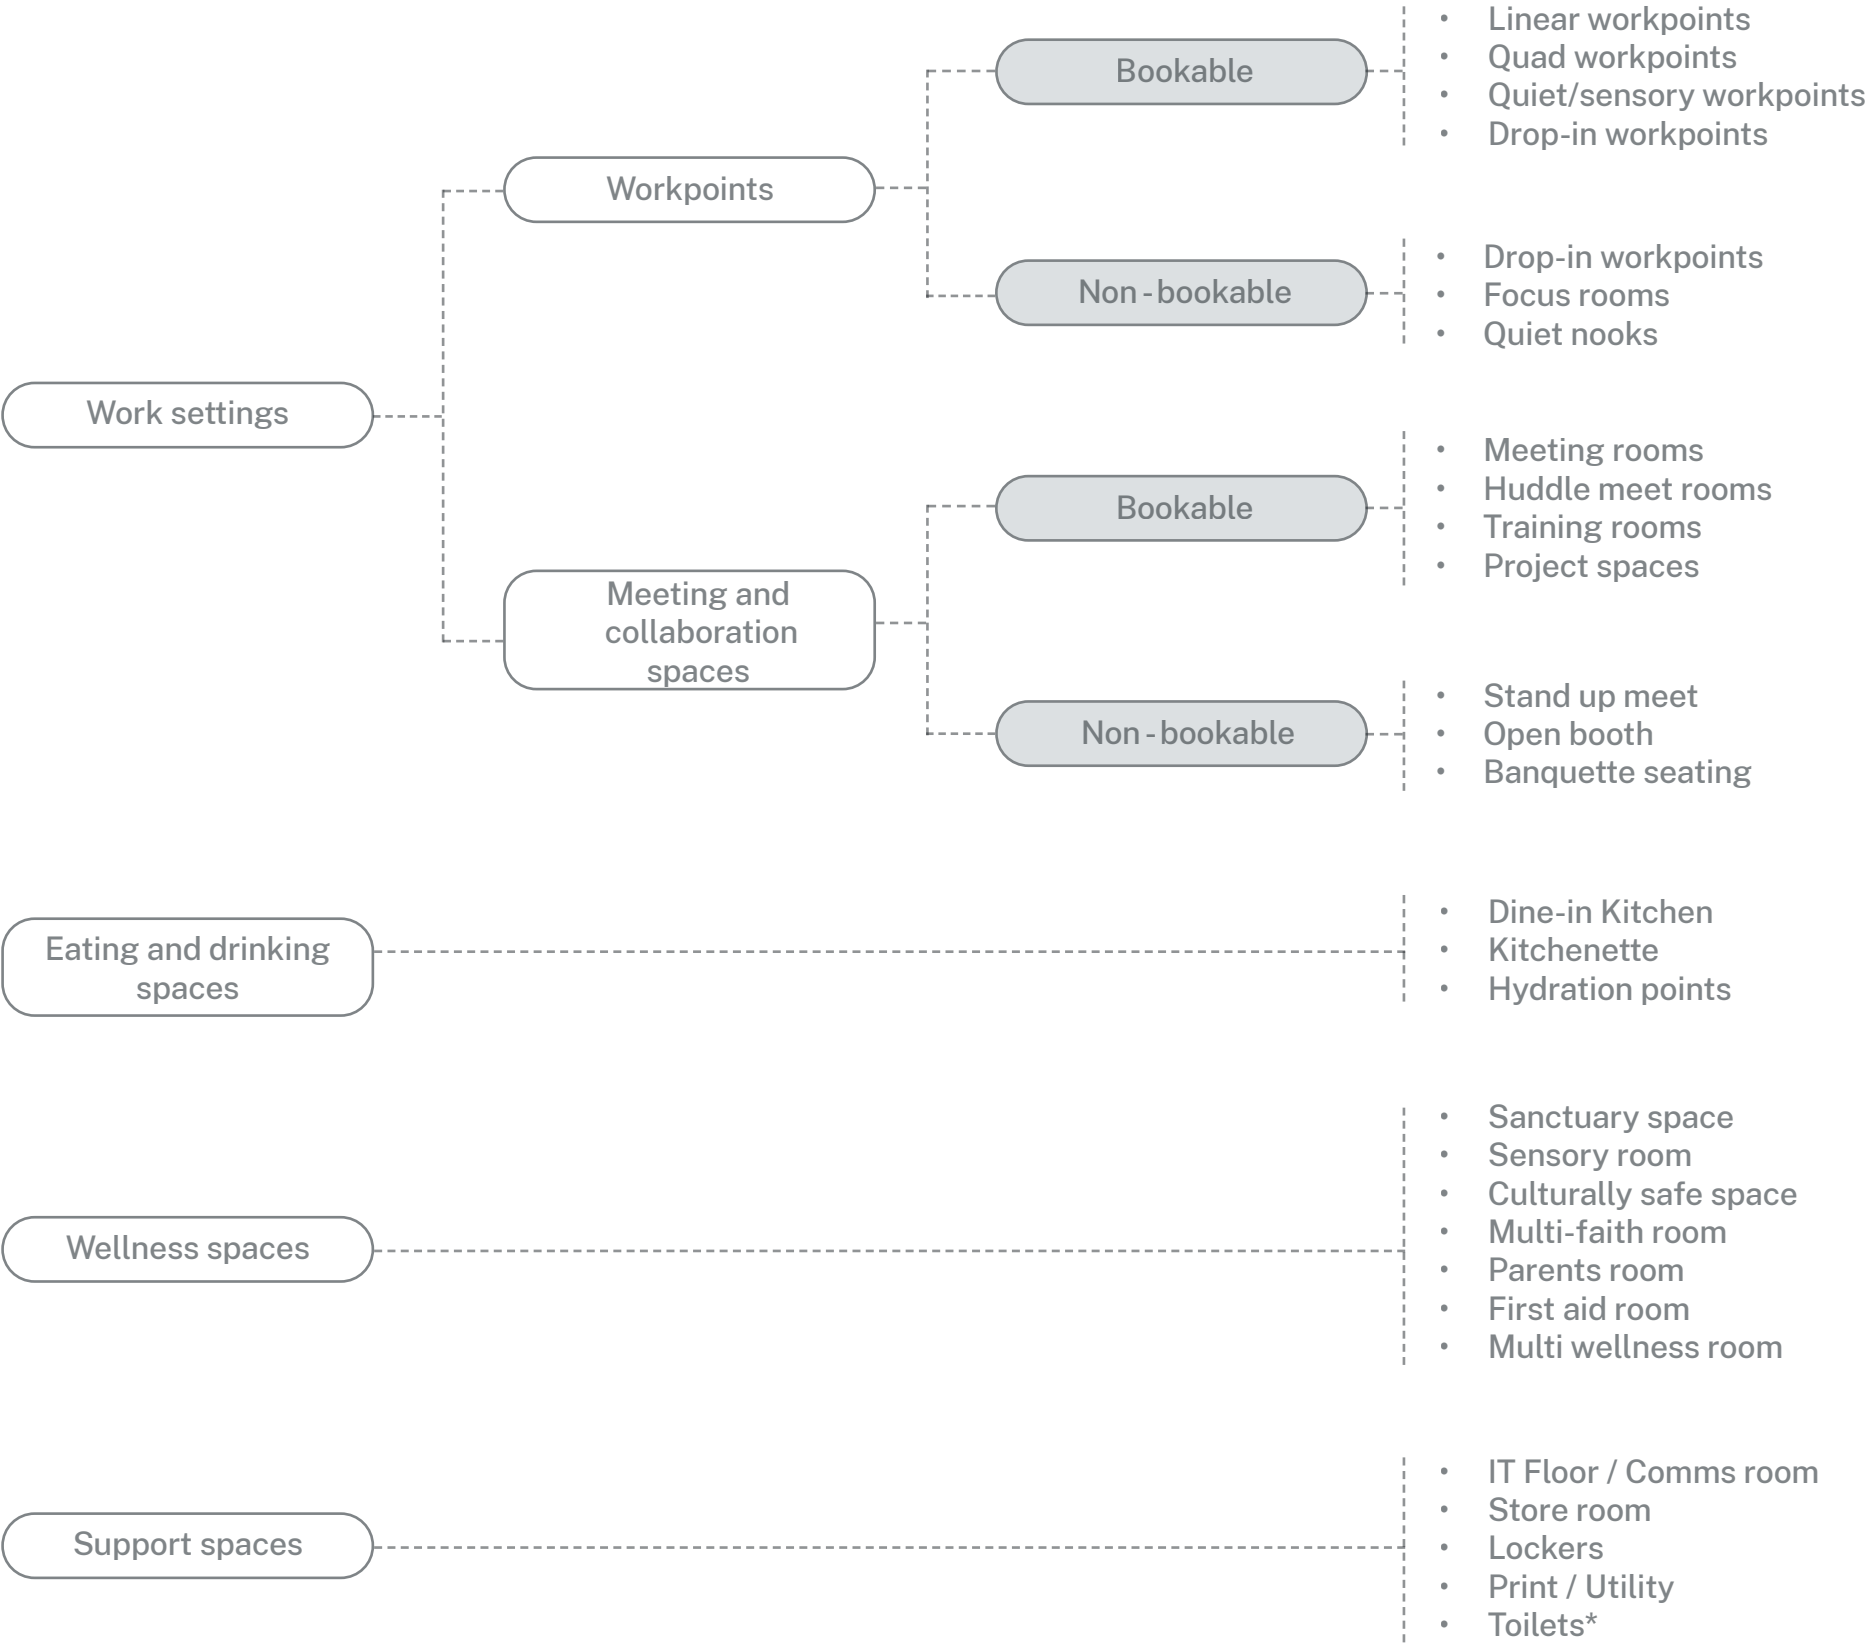 Work settings
Workpoints
Bookable
• Linear workpoints
• Quad workpoints
• Quiet/sensory workpoints
• Drop-in workpoints
Non-bookable
• Drop-in workpoints
• Focus rooms
• Quiet nooks
Meeting and
collaboration
spaces
Bookable
• Meeting rooms
• Huddle meet rooms
• Training rooms
• Project spaces
Non-bookable
• Stand up meet
• Open booth
• Banquette seating
Eating and drinking
spaces
• Dine-in Kitchen
• Kitchenette
• Hydration points
Wellness spaces
• Sanctuary space
• Sensory room
• Culturally safe space
• Multi-faith room
• Parents room
• First aid room
• Multi wellness room
Support spaces
• IT Floor / Comms room
• Store room
• Lockers
• Print / Utility
• Toilets*